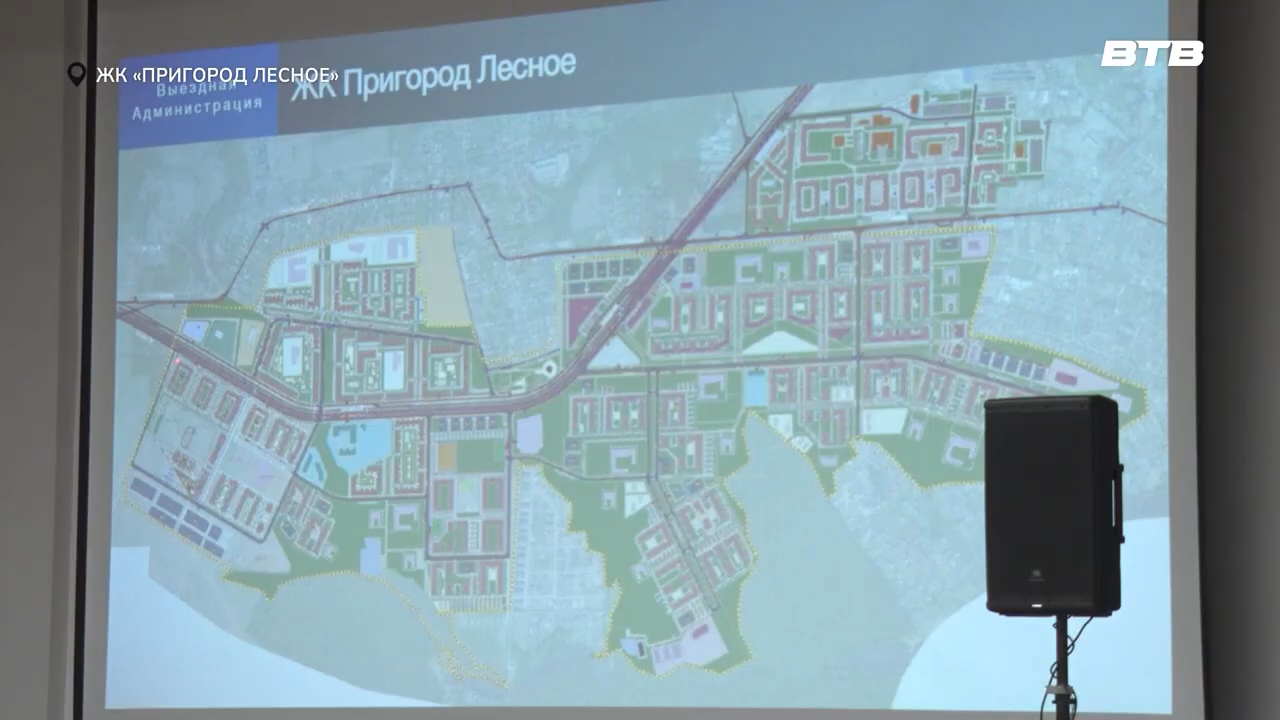 ЖК «ПРИГОРОД ЛЕСНОЕ»
ВТВ
Выездная
Администрация
ЖК Пригород Лесное